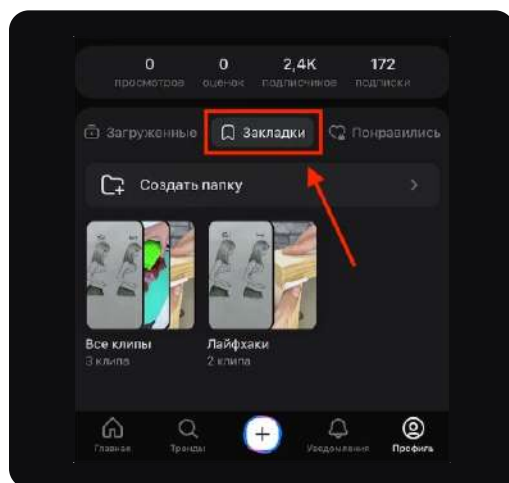 0 0 2,4K 172
просмотров оценок подписчиков подписки
Загруженные Закладки Понравились
Создать папку
Все клипы Лайфхаки
3 клипа 2 клипа
Главная Тренды Уведомления Профиль